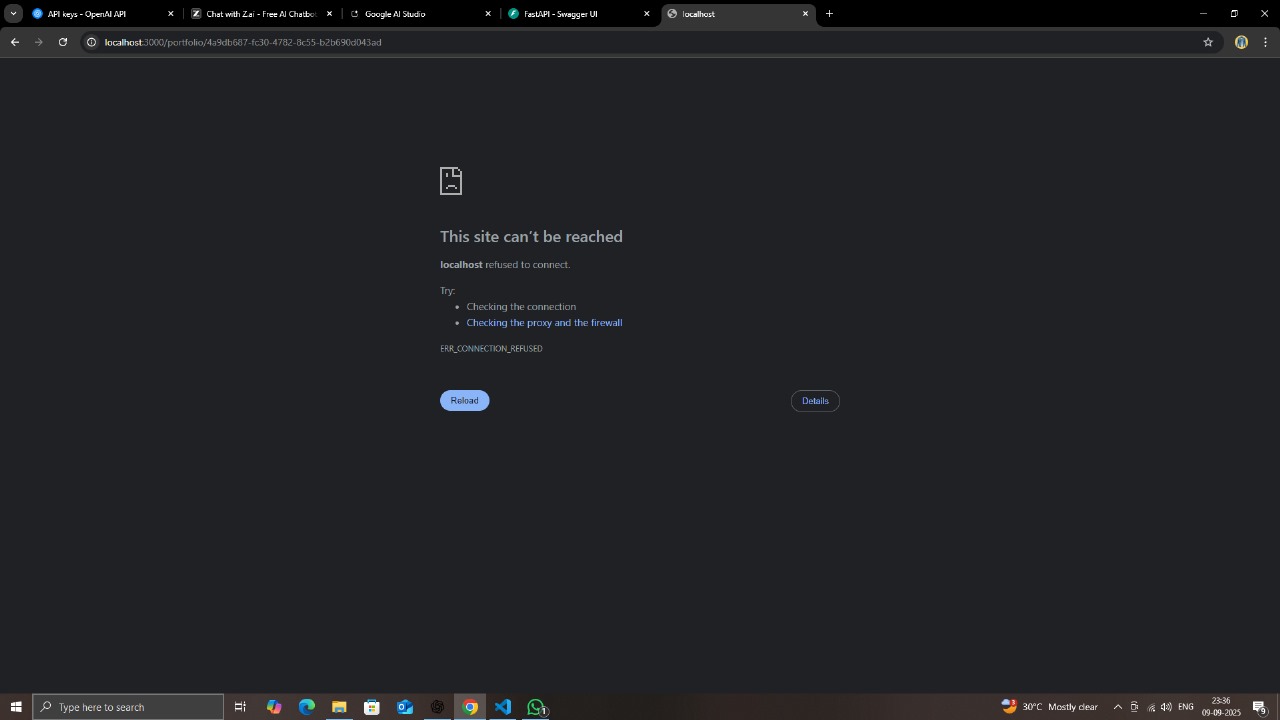 API keys - OpenAI API
Chat with Z.ai - Free AI Chatbot
Google AI Studio
FastAPI - Swagger UI
localhost
localhost:3000/portfolio/4a9db687-fc30-4782-8c55-b2b690d043ad
This site can't be reached
localhost refused to connect.
Try:
• Checking the connection
• Checking the proxy and the firewall
ERR_CONNECTION_REFUSED
Reload
Details
Type here to search
1
3
30°C Mostly clear
ENG
23:36
09-09-2025